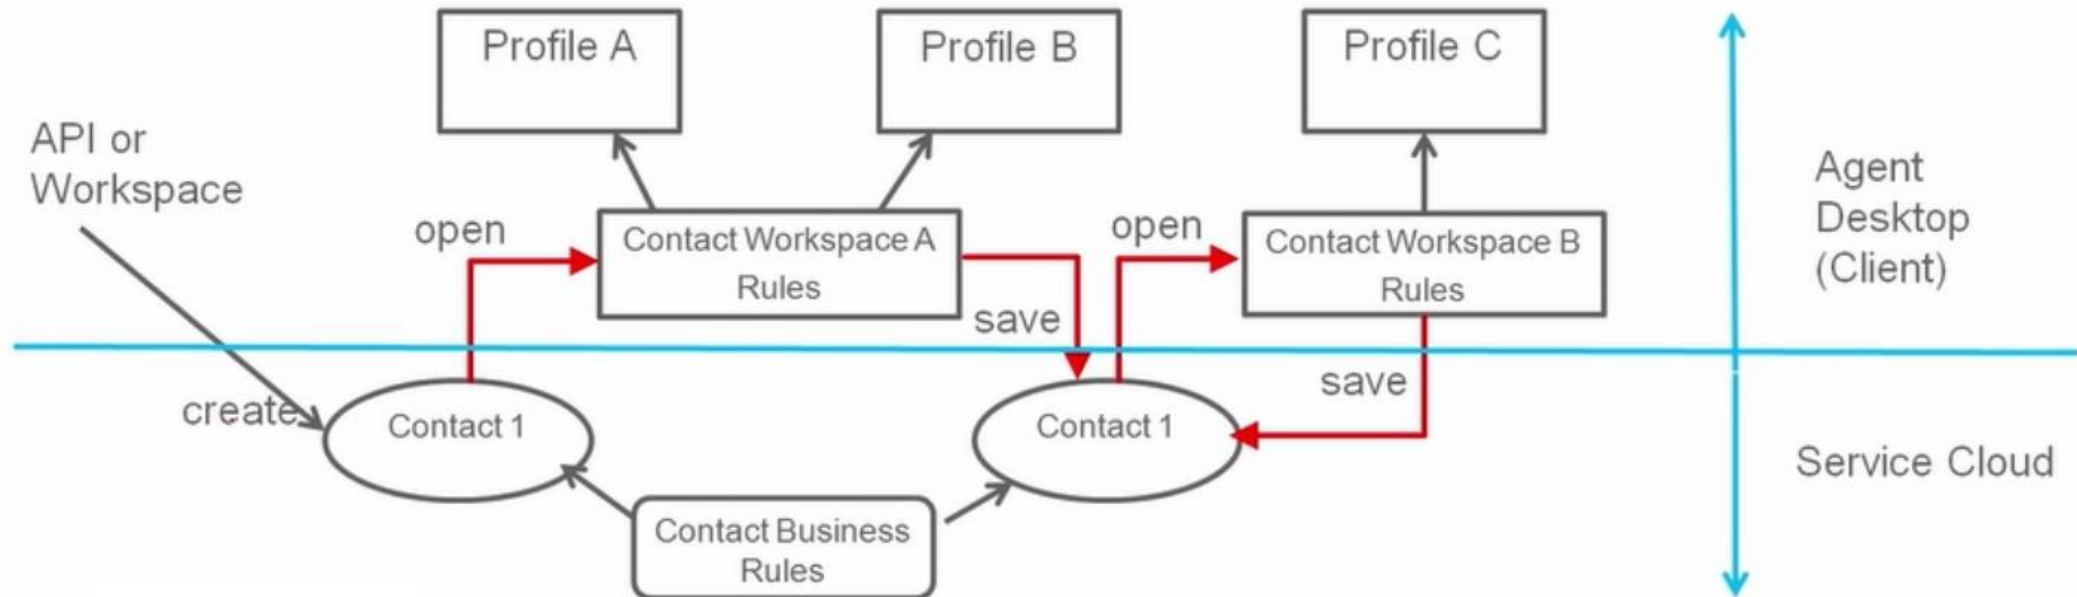 Profile A
Profile B
Profile C
API or
Workspace
Agent
Desktop
(Client)
open
Contact Workspace A
Rules
open
Contact Workspace B
Rules
save
save
create
Contact 1
Contact 1
Service Cloud
Contact Business
Rules